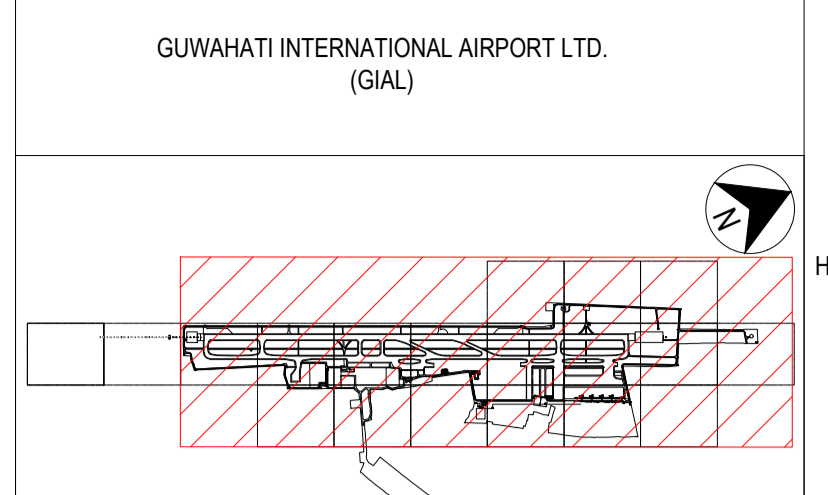 GUWAHATI INTERNATIONAL AIRPORT LTD.
(GIAL)
N
H